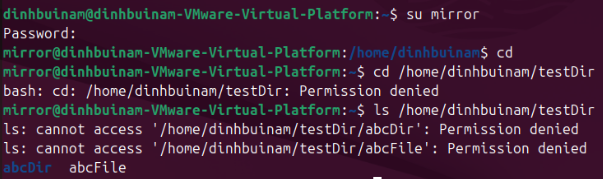 dinhbuinam@dinhbuinam-VMware-Virtual-Platform:~$ su mirror
Password:
mirror@dinhbuinam-VMware-Virtual-Platform:/home/dinhbuinam$ cd
mirror@dinhbuinam-VMware-Virtual-Platform:~$ cd /home/dinhbuinam/testDir
bash: cd: /home/dinhbuinam/testDir: Permission denied
mirror@dinhbuinam-VMware-Virtual-Platform:~$ ls /home/dinhbuinam/testDir
ls: cannot access '/home/dinhbuinam/testDir/abcDir': Permission denied
ls: cannot access '/home/dinhbuinam/testDir/abcFile': Permission denied
abcDir  abcFile